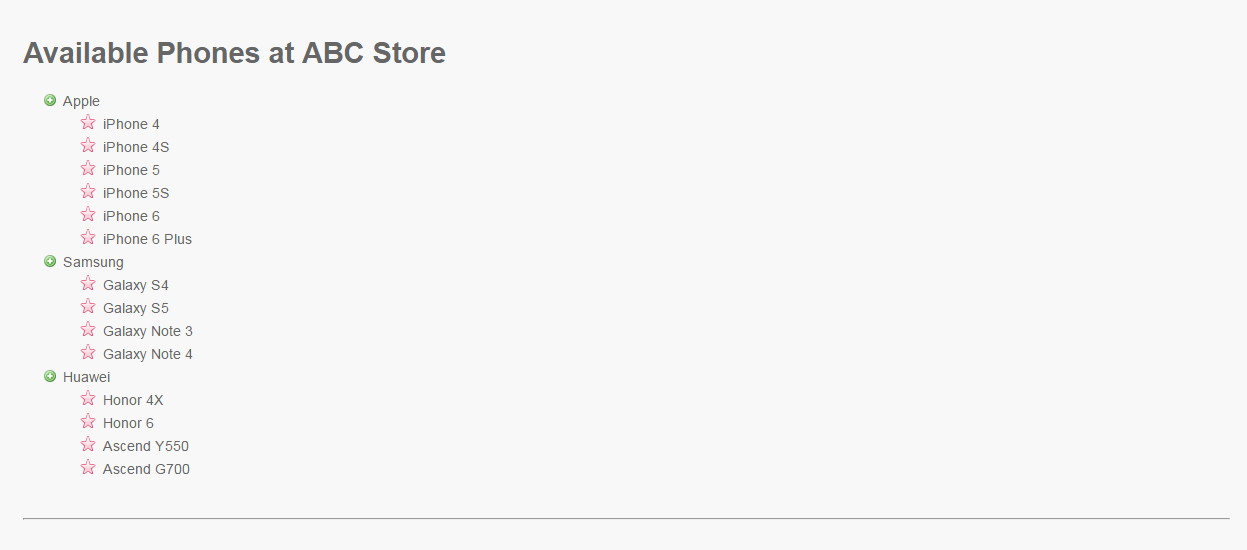 Available Phones at ABC Store
Apple
iPhone 4
iPhone 4S
iPhone 5
iPhone 5S
iPhone 6
iPhone 6 Plus
Samsung
Galaxy S4
Galaxy S5
Galaxy Note 3
Galaxy Note 4
Huawei
Honor 4X
Honor 6
Ascend Y550
Ascend G700